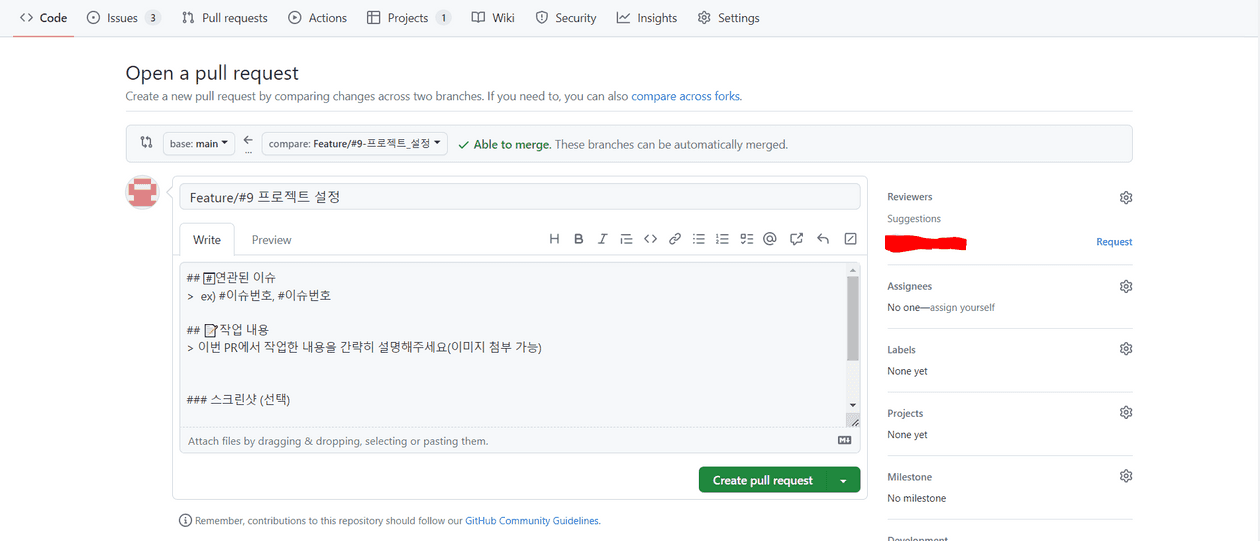 Code Issues 3 Pull requests Actions Projects 1 Wiki Security Insights Settings
Open a pull request
Create a new pull request by comparing changes across two branches. If you need to, you can also compare across forks.
base: main ... compare: Feature/#9-프로젝트_설정 Able to merge. These branches can be automatically merged.
Feature/#9 프로젝트 설정
Write Preview
## #️⃣연관된 이슈
> ex) #이슈번호, #이슈번호
## 📝작업 내용
> 이번 PR에서 작업한 내용을 간략히 설명해주세요(이미지 첨부 가능)
### 스크린샷 (선택)
Attach files by dragging & dropping, selecting or pasting them.
Create pull request
Remember, contributions to this repository should follow our GitHub Community Guidelines.
Reviewers
Suggestions
Request
Assignees
No one—assign yourself
Labels
None yet
Projects
None yet
Milestone
No milestone
Development